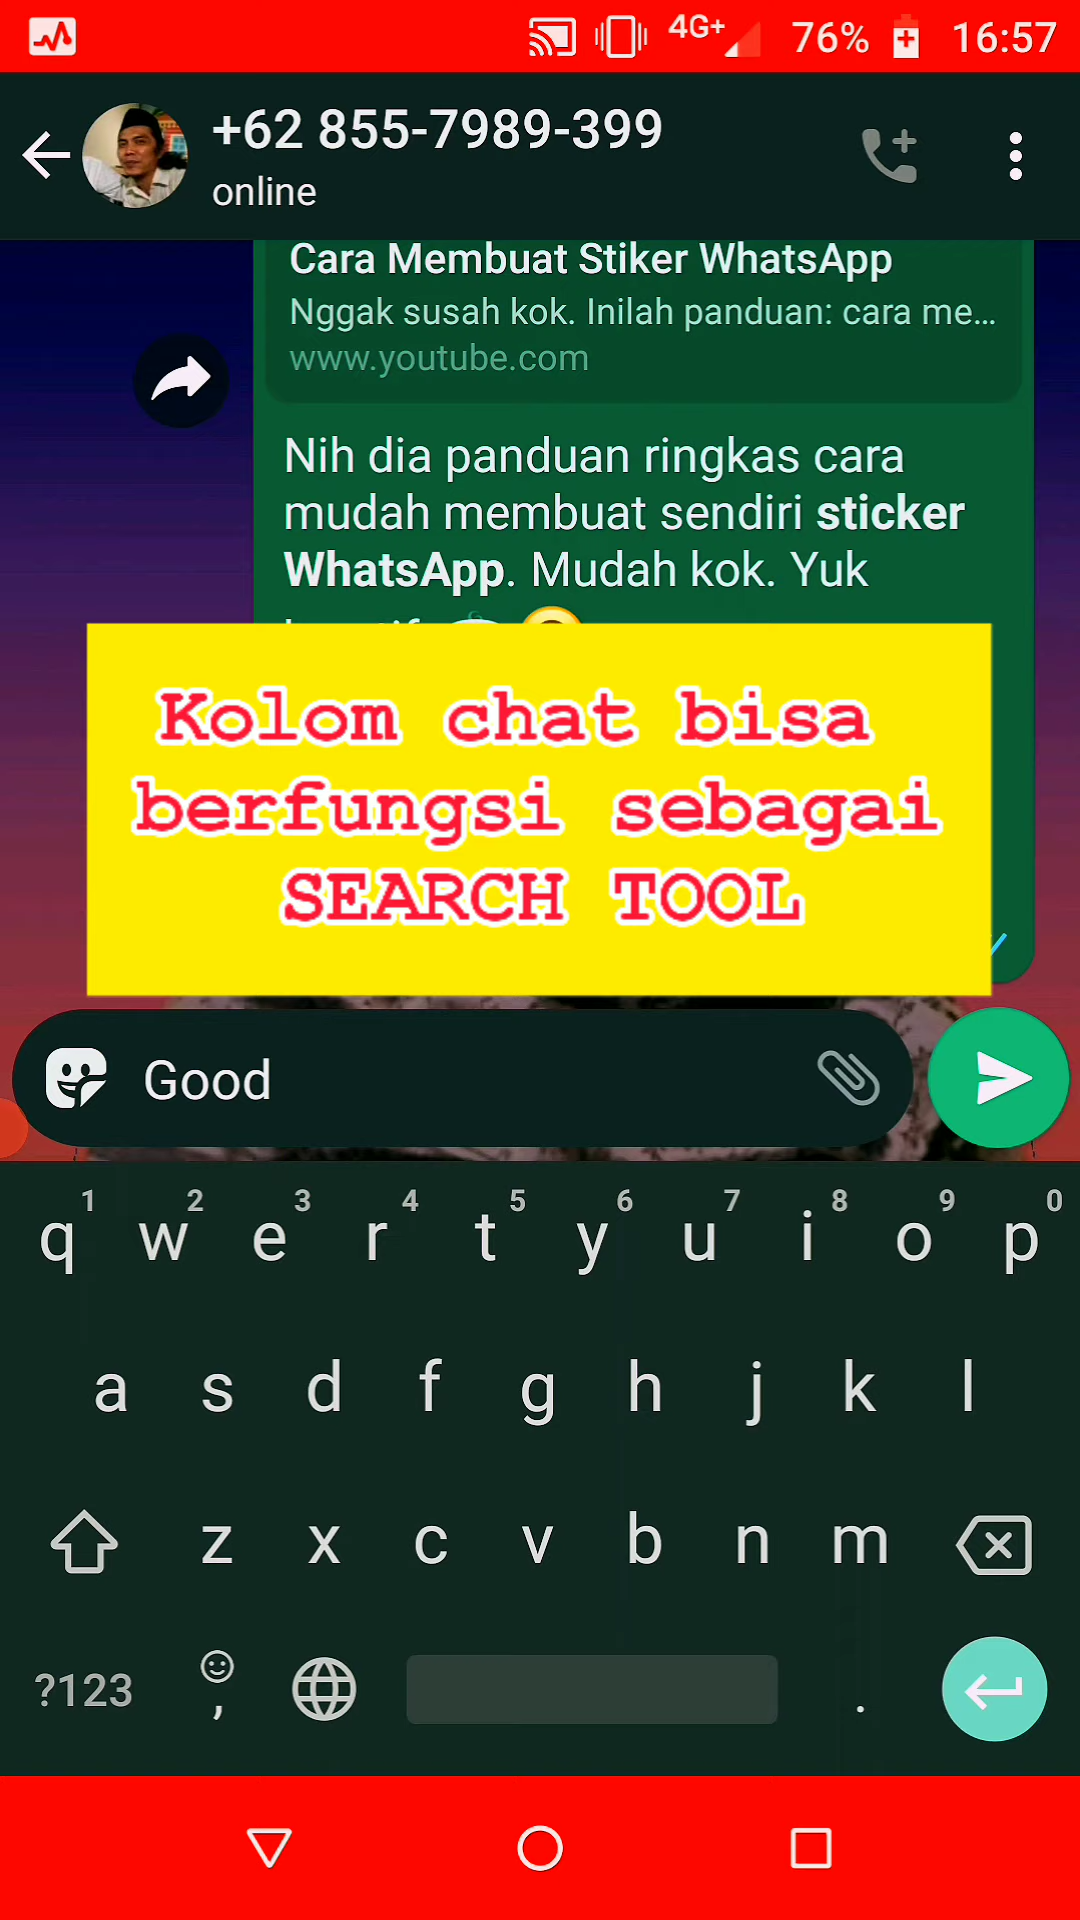 4G+ 76% 16:57
+62 855-7989-399
online
Cara Membuat Stiker WhatsApp
Nggak susah kok. Inilah panduan: cara me...
www.youtube.com
Nih dia panduan ringkas cara
mudah membuat sendiri sticker
WhatsApp. Mudah kok. Yuk
Kolom chat bisa
berfungsi sebagai
SEARCH TOOL
Good
1 2 3 4 5 6 7 8 9 0
q w e r t y u i o p
a s d f g h j k l
z x c v b n m
?123 , .